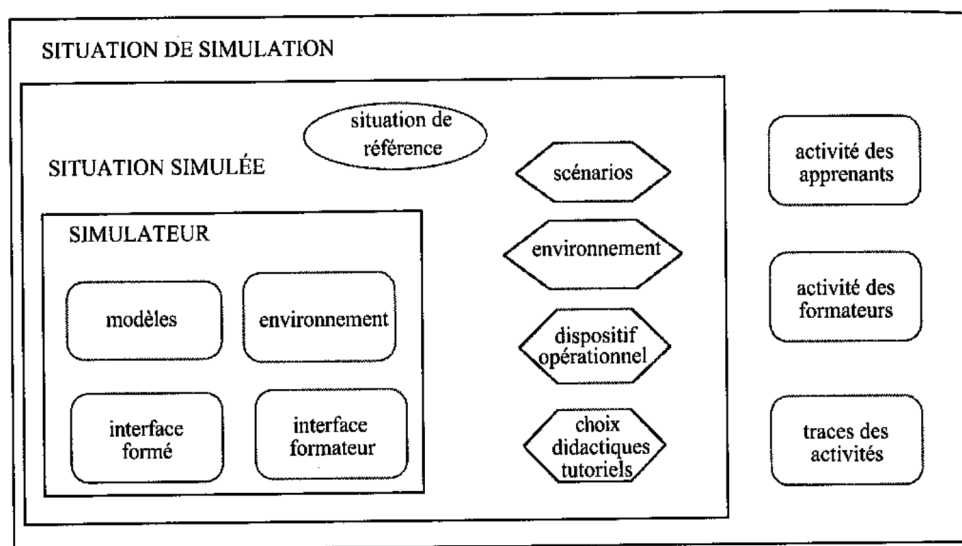 SITUATION DE SIMULATION
situation de
référence
SITUATION SIMULÉE
SIMULATEUR
modèles
environnement
interface
formé
interface
formateur
scénarios
environnement
dispositif
opérationnel
choix
didactiques
tutoriels
activité des
apprenants
activité des
formateurs
traces des
activités